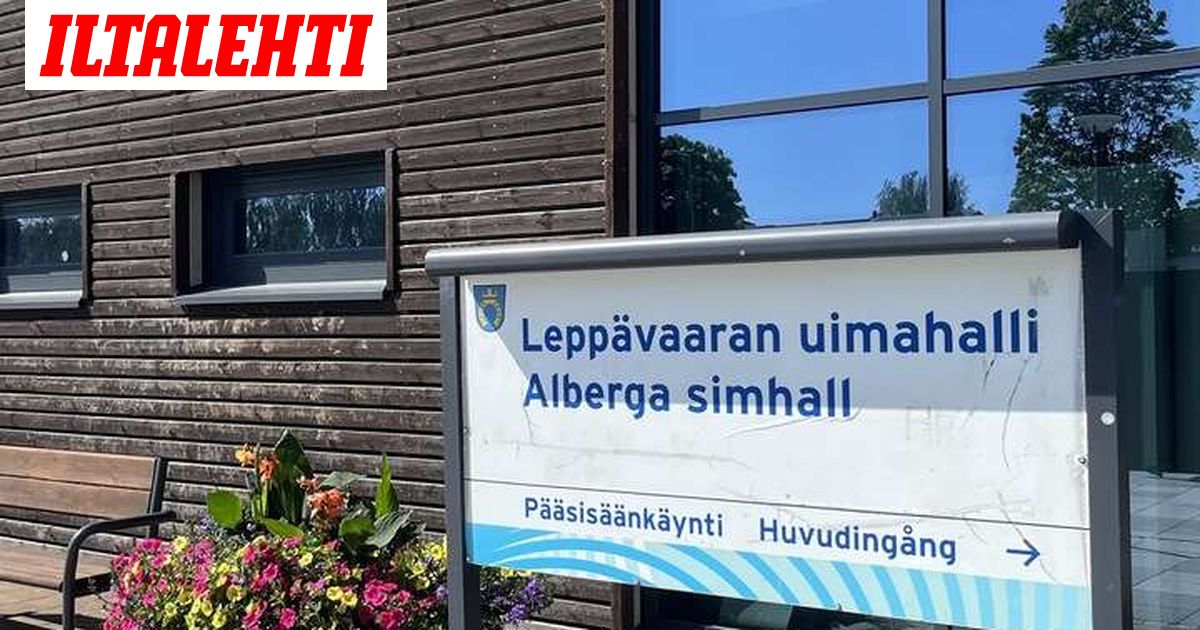 ILTALEHTI
Leppävaaran uimahalli
Alberga simhall
Pääsisäänkäynti Huvudingång →